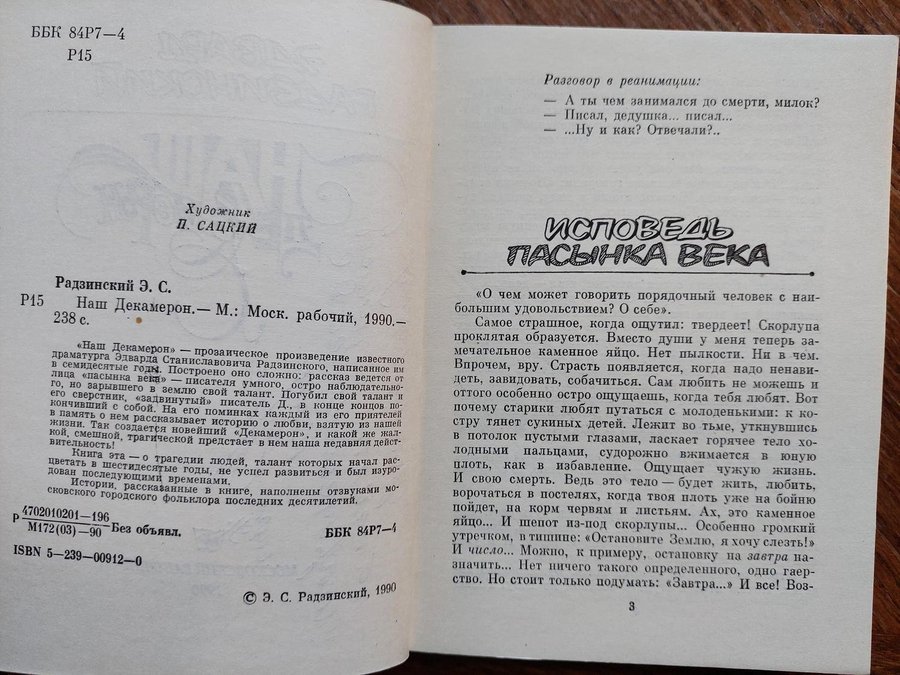 ББК 84Р7—4
Р15
Художник
П. САЦКИЙ
Радзинский Э. С.
Р15 Наш Декамерон.— М.: Моск. рабочий, 1990.—
238 с.
«Наш Декамерон» — прозаическое произведение известного
драматурга Эдварда Станиславовича Радзинского, написанное им
в семидесятые годы. Построено оно сложно: рассказ ведется от
лица «пасынка века» — писателя умного, остро наблюдательно-
го, но зарывшего в землю свой талант. Погубил свой талант и
его сверстник, «задвинутый» писатель Д., в конце концов по-
кончивший с собой. На его поминках каждый из его приятелей
в память о нем рассказывает историю о любви, взятую из нашей
жизни. Так создается новейший «Декамерон», и какой же жал-
кой, смешной, трагической предстает в нем наша недавняя дейст-
вительность!
Книга эта — о трагедии людей, талант которых начал рас-
цветать в шестидесятые годы, не успел развиться и был изуро-
дован последующими временами.
Истории, рассказанные в книге, наполнены отзвуками мо-
сковского городского фольклора последних десятилетий.
Р 4702010201—196
М172(03)—90 Без объявл. ББК 84Р7—4
ISBN 5—239—00912—0
© Э. С. Радзинский, 1990
Разговор в реанимации:
— А ты чем занимался до смерти, милок?
— Писал, дедушка... писал...
— ...Ну и как? Отвечали?..
ИСПОВЕДЬ
ПАСЫНКА ВЕКА
«О чем может говорить порядочный человек с наи-
большим удовольствием? О себе».
Самое страшное, когда ощутил: твердеет! Скорлупа
проклятая образуется. Вместо души у меня теперь за-
мечательное каменное яйцо. Нет пылкости. Ни в чем.
Впрочем, вру. Страсть появляется, когда надо ненави-
деть, завидовать, собачиться. Сам любить не можешь и
оттого особенно остро ощущаешь, когда тебя любят. Вот
почему старики любят путаться с молоденькими: к ко-
стру тянет сукиных детей. Лежит во тьме, уткнувшись
в потолок пустыми глазами, ласкает горячее тело хо-
лодными пальцами, судорожно вжимается в юную
плоть, как в избавление. Ощущает чужую жизнь.
И свою смерть. Ведь это тело — будет жить, любить,
ворочаться в постелях, когда твоя плоть уже на бойню
пойдет, на корм червям и листьям. Ах, это каменное
яйцо... И шепот из-под скорлупы... Особенно громкий
утречком, в тишине: «Остановите Землю, я хочу слезть!»
И число... Можно, к примеру, остановку на завтра на-
значить... Нет ничего такого определенного, одно гаер-
ство. Но стоит только подумать: «Завтра...» И все! Воз-
3